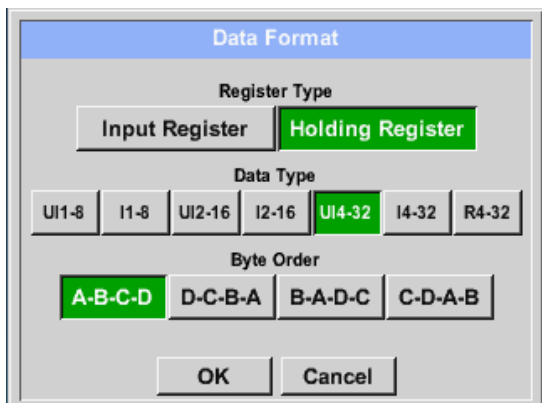 Data Format
Register Type
Input Register Holding Register
Data Type
UI1-8 I1-8 UI2-16 I2-16 UI4-32 I4-32 R4-32
Byte Order
A-B-C-D D-C-B-A B-A-D-C C-D-A-B
OK Cancel